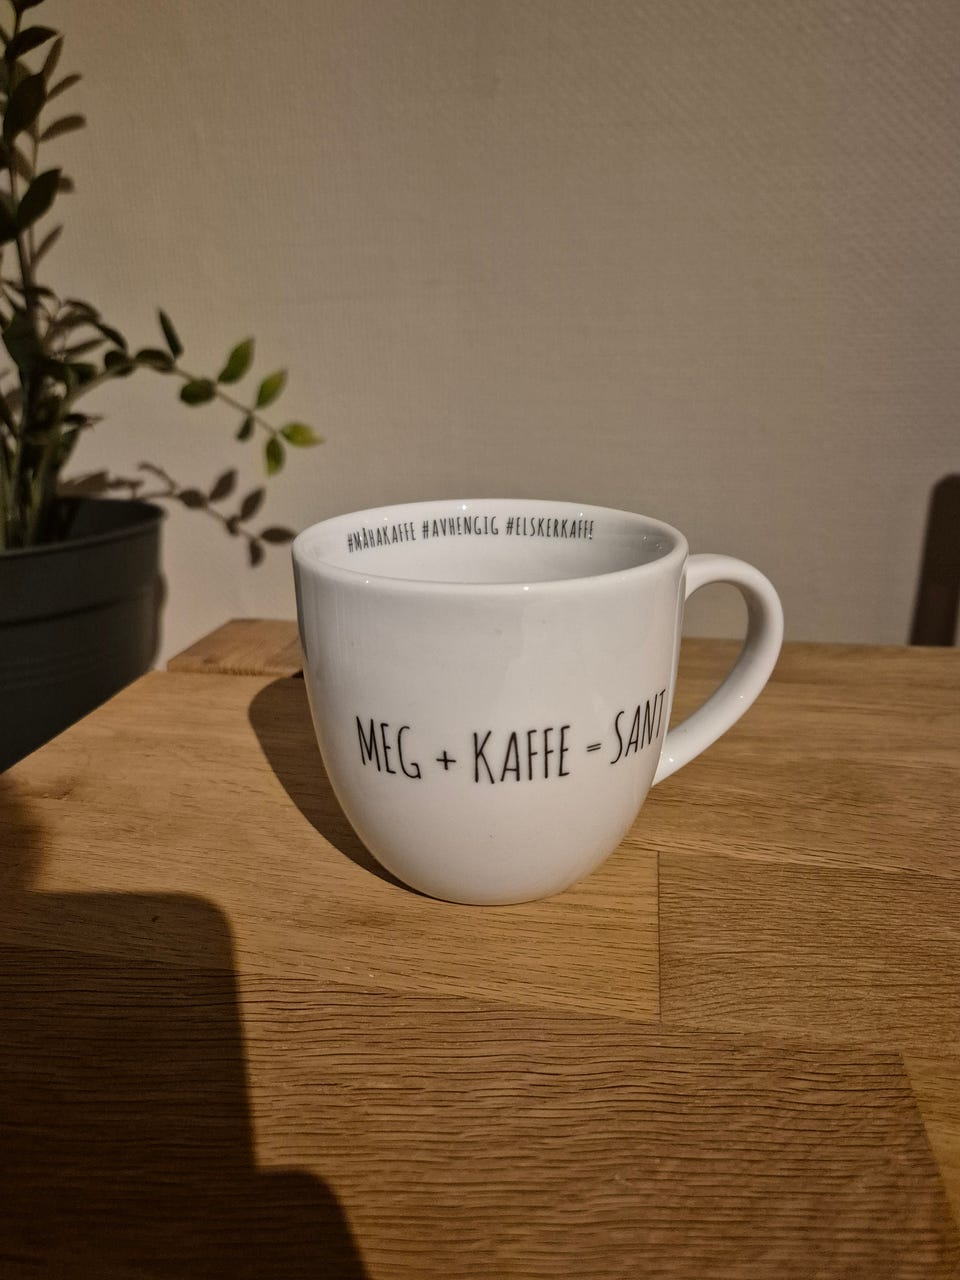 #MÅHAKAFFE #AVHENGIG #ELSKERKAFFE
MEG + KAFFE = SANT